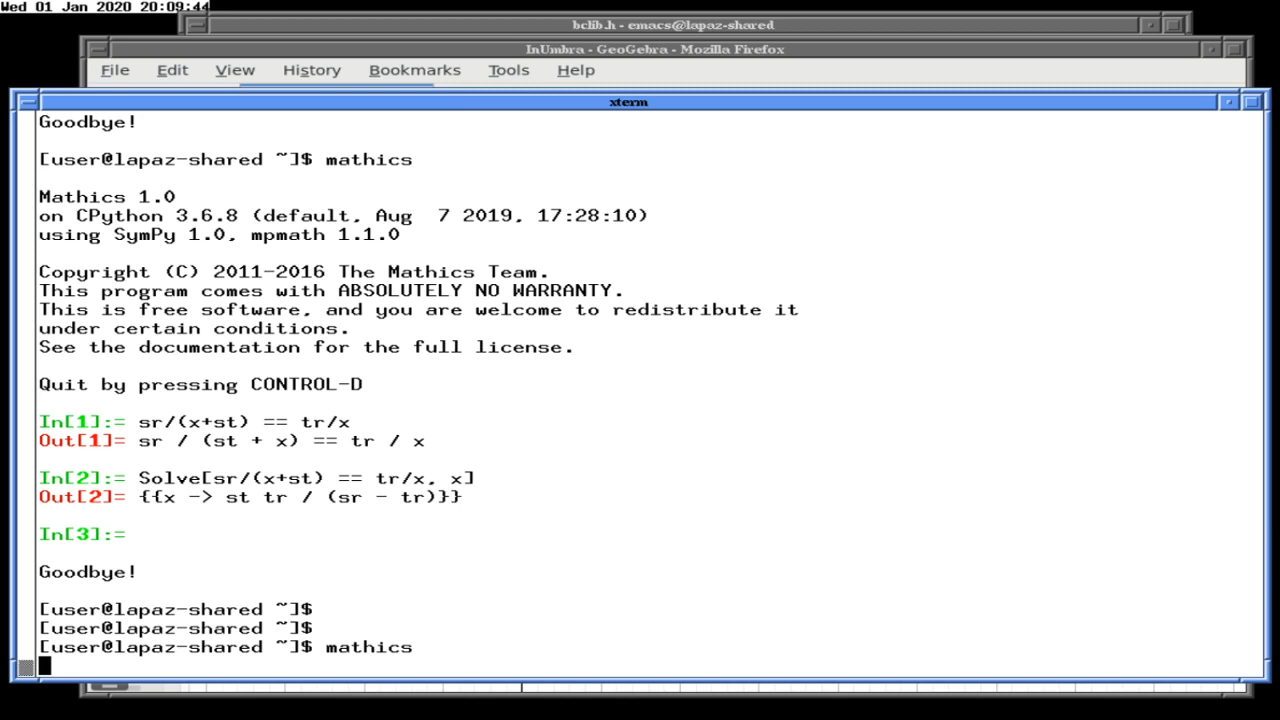 Wed 01 Jan 2020 20:09:44
bclib.h - emacs@lapaz-shared
InUmbra - GeoGebra - Mozilla Firefox
File Edit View History Bookmarks Tools Help
xterm
Goodbye!
[user@lapaz-shared ~]$ mathics
Mathics 1.0
on CPython 3.6.8 (default, Aug  7 2019, 17:28:10)
using SymPy 1.0, mpmath 1.1.0
Copyright (C) 2011-2016 The Mathics Team.
This program comes with ABSOLUTELY NO WARRANTY.
This is free software, and you are welcome to redistribute it
under certain conditions.
See the documentation for the full license.
Quit by pressing CONTROL-D
In[1]:= sr/(x+st) == tr/x
Out[1]= sr / (st + x) == tr / x
In[2]:= Solve[sr/(x+st) == tr/x, x]
Out[2]= {{x -> st tr / (sr - tr)}}
In[3]:=
Goodbye!
[user@lapaz-shared ~]$
[user@lapaz-shared ~]$
[user@lapaz-shared ~]$ mathics